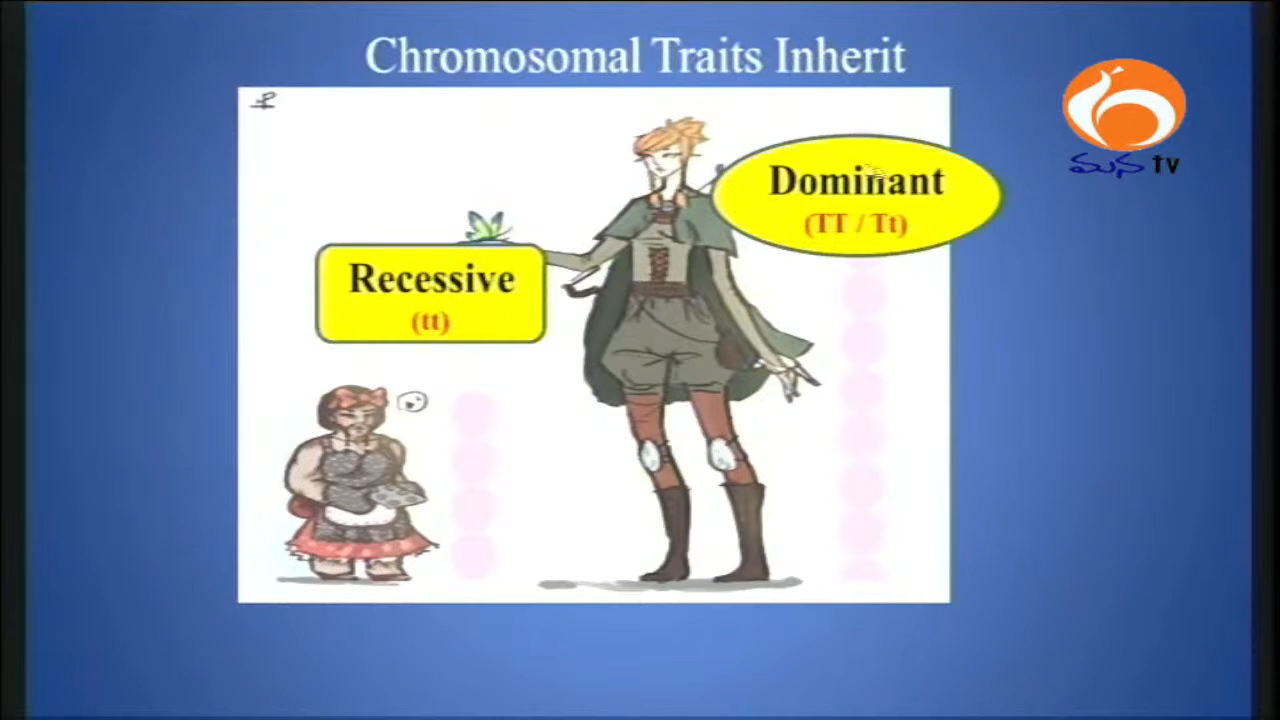 Chromosomal Traits Inherit
Dominant
(TT / Tt)
Recessive
(tt)
మన tv